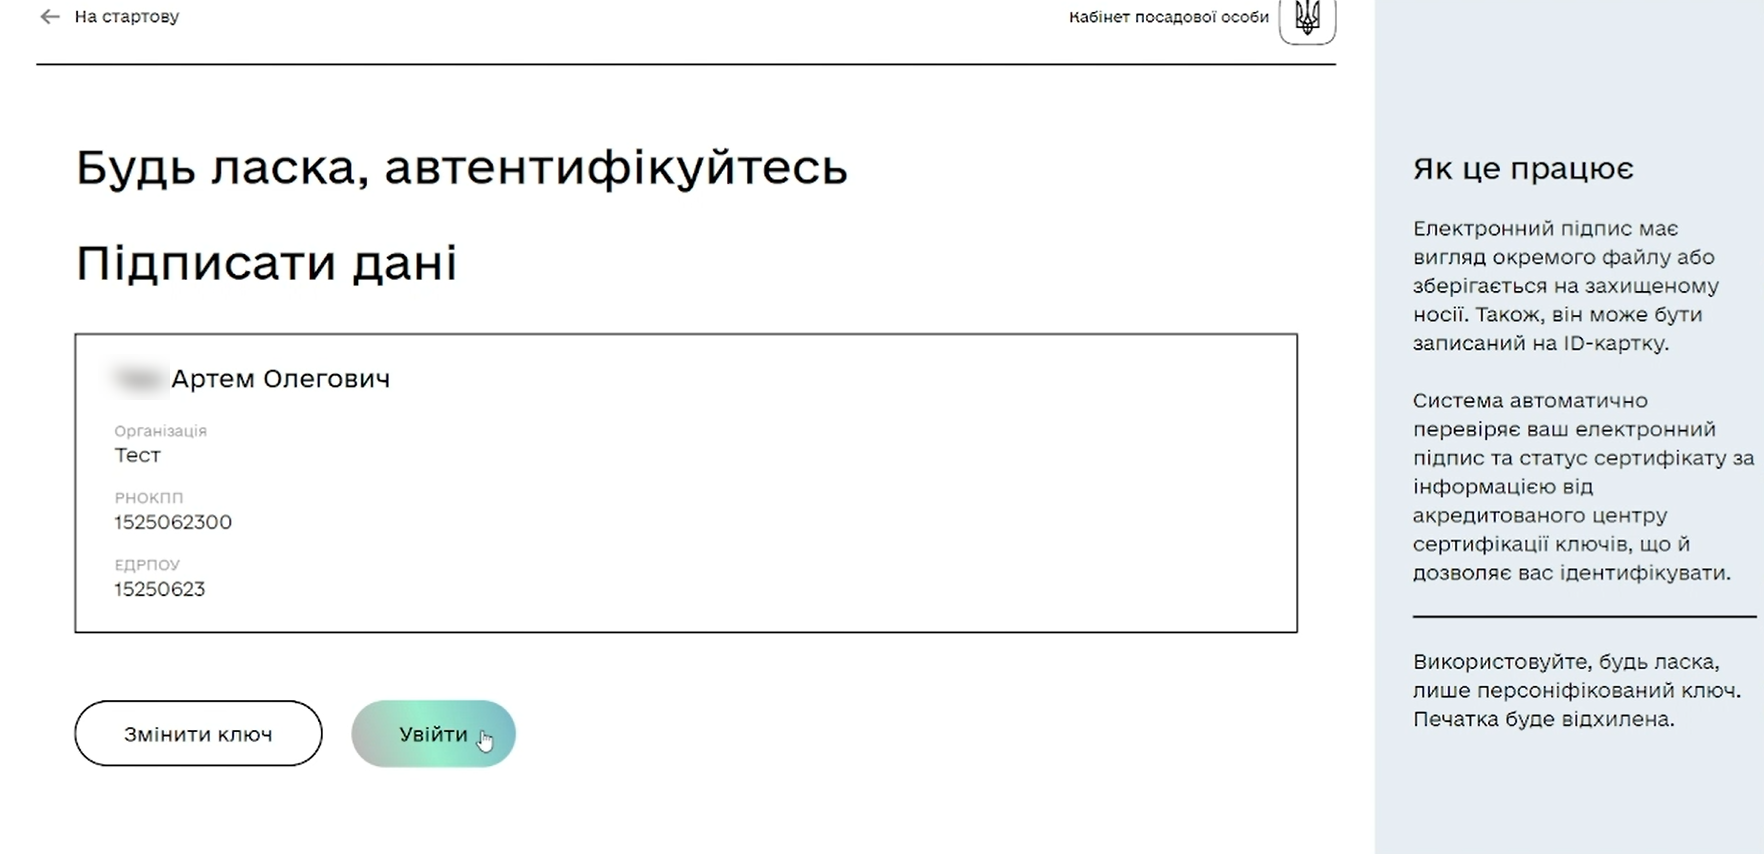 На стартову
Кабінет посадової особи
Будь ласка, автентифікуйтесь
Підписати дані
Артем Олегович
Організація
Тест
РНОКПП
1525062300
ЕДРПОУ
15250623
Змінити ключ
Увійти
Як це працює
Електронний підпис має
вигляд окремого файлу або
зберігається на захищеному
носії. Також, він може бути
записаний на ID-картку.
Система автоматично
перевіряє ваш електронний
підпис та статус сертифікату за
інформацією від
акредитованого центру
сертифікації ключів, що й
дозволяє вас ідентифікувати.
Використовуйте, будь ласка,
лише персоніфікований ключ.
Печатка буде відхилена.